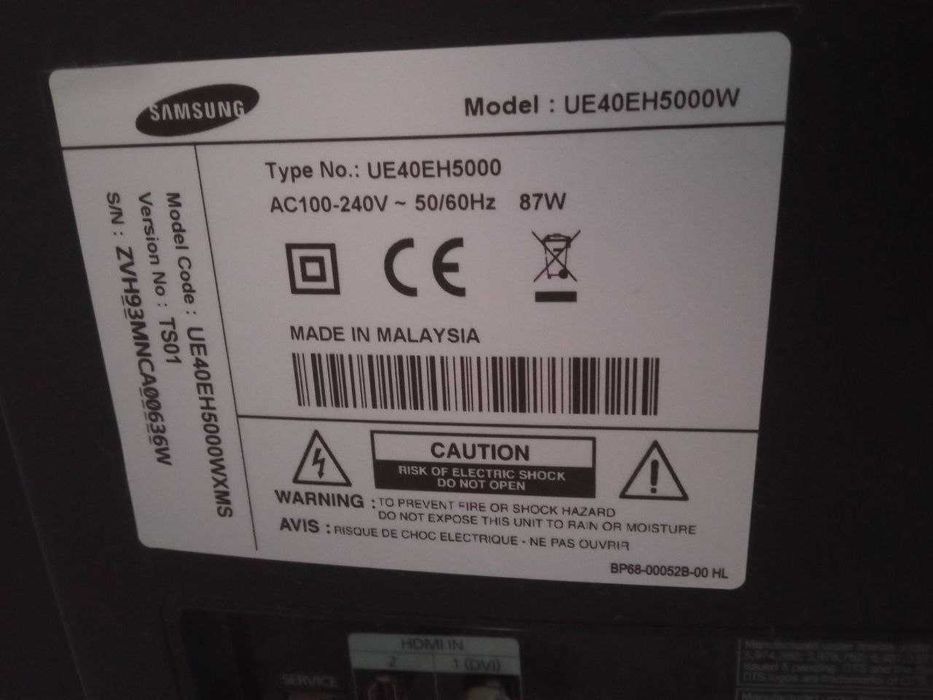 SAMSUNG
Model : UE40EH5000W
Type No.: UE40EH5000
AC100-240V ~ 50/60Hz 87W
CE
MADE IN MALAYSIA
Model Code : UE40EH5000WXMS
Version No : TS01
S/N : ZVH93MNCA00636W
CAUTION
RISK OF ELECTRIC SHOCK
DO NOT OPEN
WARNING : TO PREVENT FIRE OR SHOCK HAZARD
DO NOT EXPOSE THIS UNIT TO RAIN OR MOISTURE
AVIS : RISQUE DE CHOC ELECTRIQUE - NE PAS OUVRIR
BP68-00052B-00 HL
HDMI IN
2 1 (DVI)
SERVICE